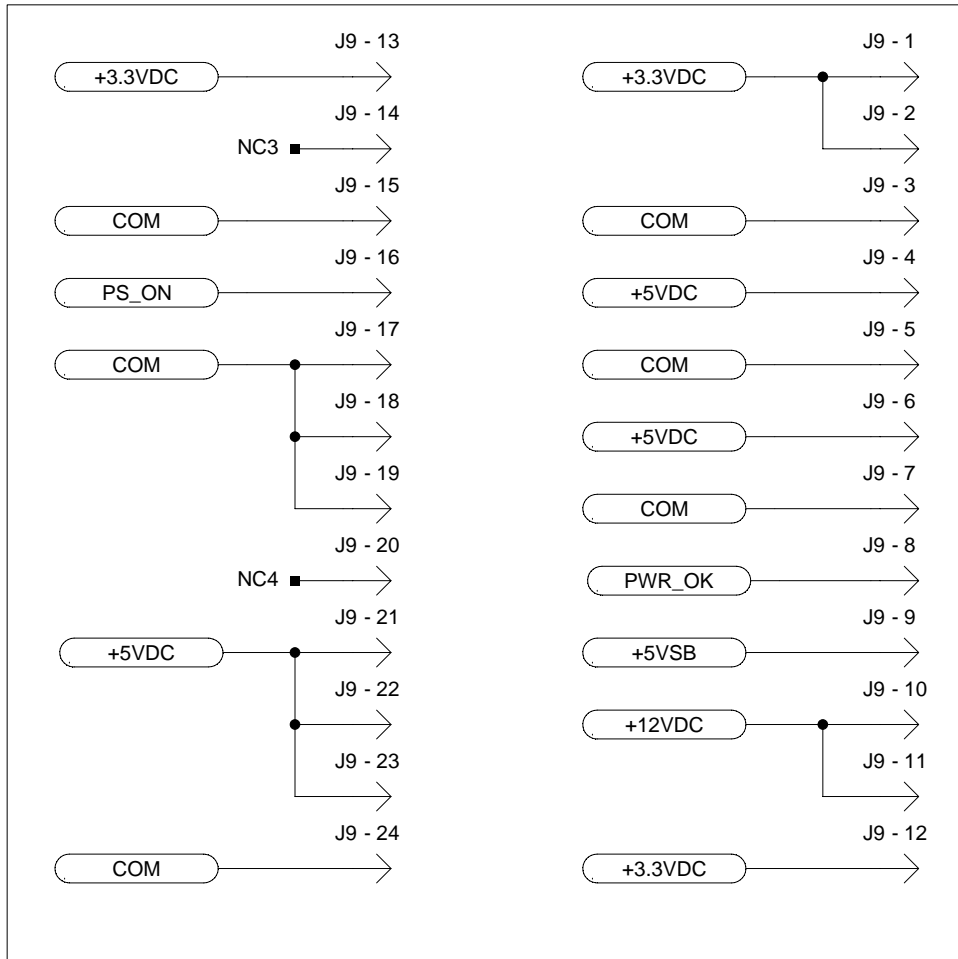 J9 - 13
+3.3VDC
J9 - 14
NC3
J9 - 15
COM
J9 - 16
PS_ON
J9 - 17
COM
J9 - 18
J9 - 19
J9 - 20
NC4
J9 - 21
+5VDC
J9 - 22
J9 - 23
J9 - 24
COM
J9 - 1
+3.3VDC
J9 - 2
J9 - 3
COM
J9 - 4
+5VDC
J9 - 5
COM
J9 - 6
+5VDC
J9 - 7
COM
J9 - 8
PWR_OK
J9 - 9
+5VSB
J9 - 10
+12VDC
J9 - 11
J9 - 12
+3.3VDC